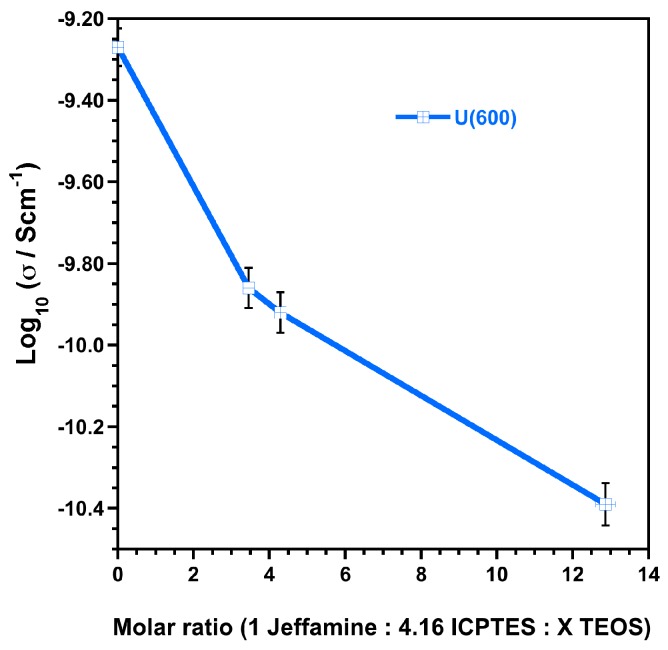 -9.20
-9.40
-9.60
-9.80
-10.0
-10.2
-10.4
Log10 (σ / Scm-1)
U(600)
0 2 4 6 8 10 12 14
Molar ratio (1 Jeffamine : 4.16 ICPTES : X TEOS)